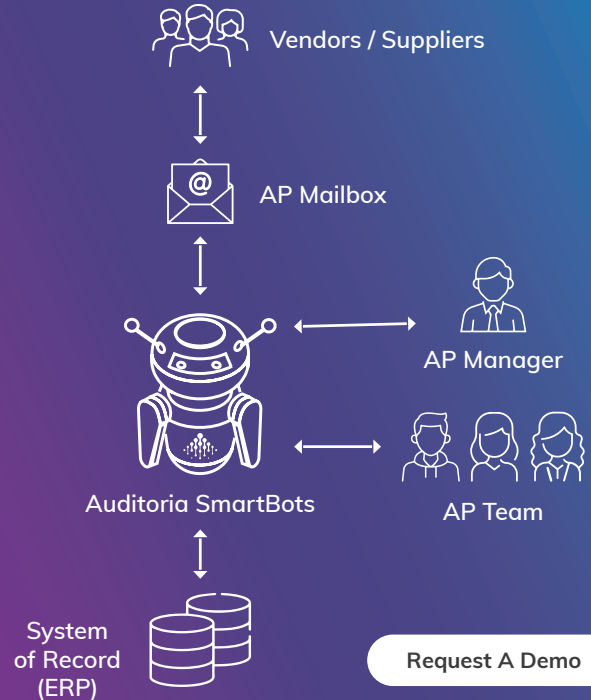 Vendors / Suppliers
@
AP Mailbox
AP Manager
Auditoria SmartBots
AP Team
System
of Record
(ERP)
Request A Demo